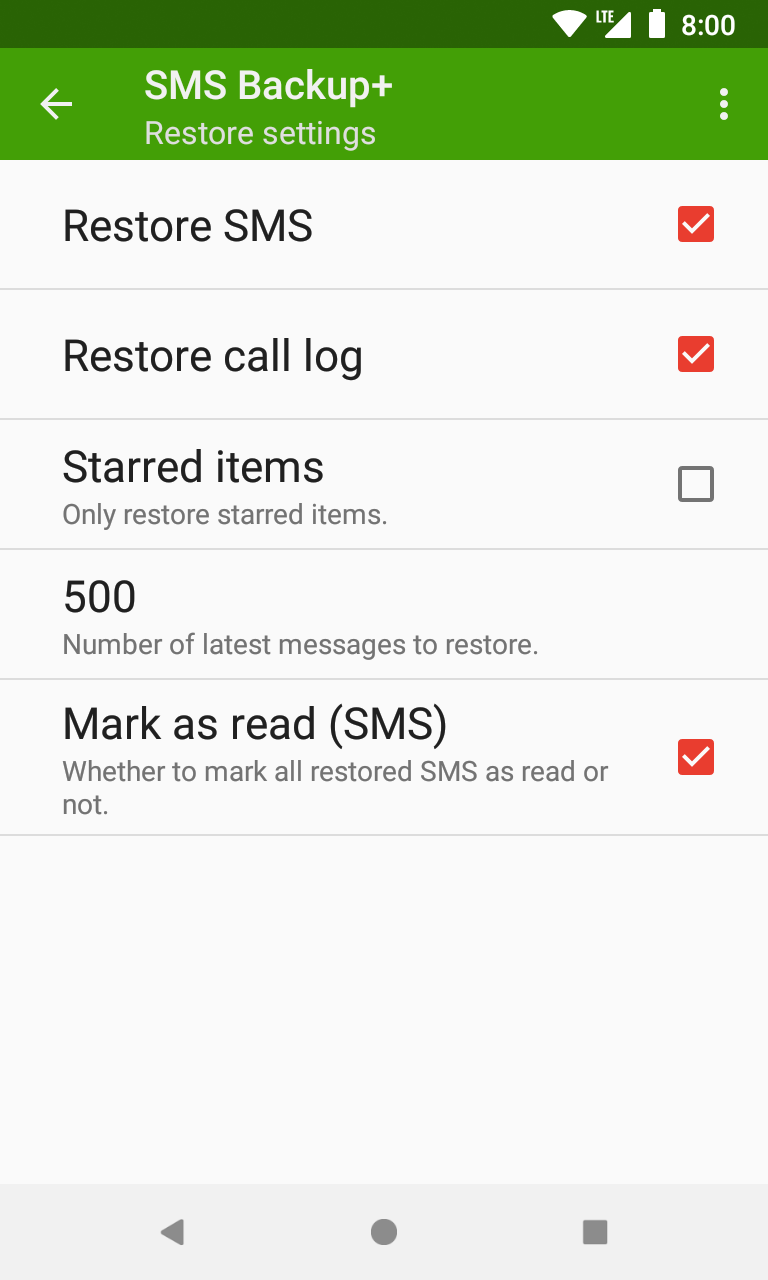 LTE 8:00
SMS Backup+
Restore settings
Restore SMS
Restore call log
Starred items
Only restore starred items.
500
Number of latest messages to restore.
Mark as read (SMS)
Whether to mark all restored SMS as read or
not.